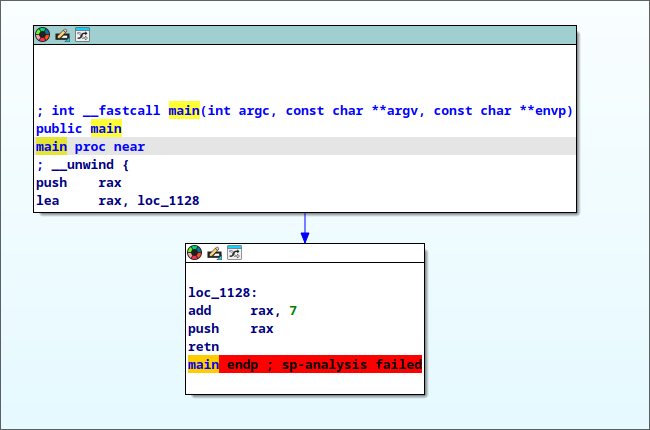 ; int __fastcall main(int argc, const char **argv, const char **envp)
public main
main proc near
; __unwind {
push    rax
lea     rax, loc_1128
loc_1128:
add     rax, 7
push    rax
retn
main endp ; sp-analysis failed